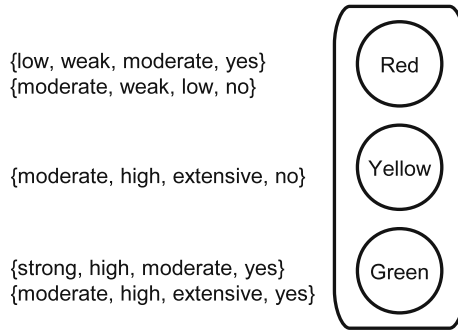 {low, weak, moderate, yes}
{moderate, weak, low, no}
Red
{moderate, high, extensive, no}
Yellow
{strong, high, moderate, yes}
{moderate, high, extensive, yes}
Green